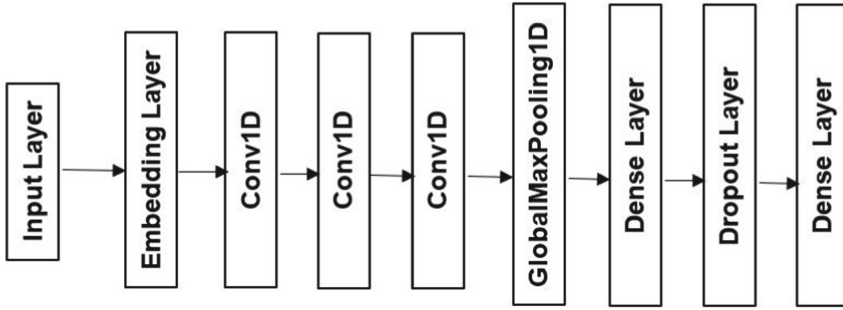 Input Layer
Embedding Layer
Conv1D
Conv1D
Conv1D
GlobalMaxPooling1D
Dense Layer
Dropout Layer
Dense Layer